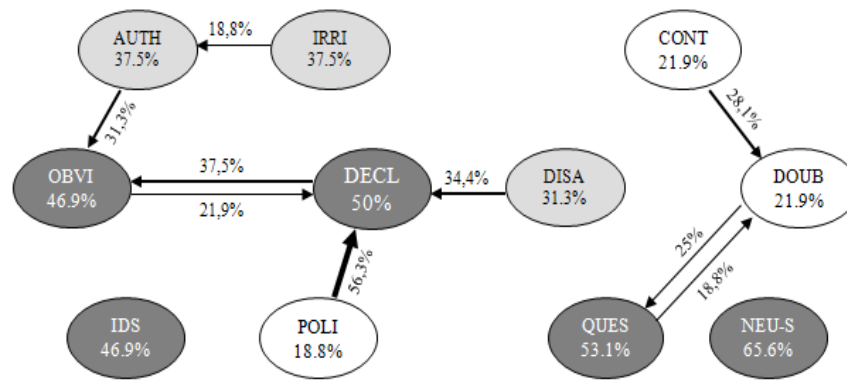 AUTH
37.5%
18,8%
IRRI
37.5%
CONT
21.9%
31,3%
28,1%
OBVI
46.9%
37,5%
21,9%
DECL
50%
34,4%
DISA
31.3%
DOUB
21.9%
56,3%
25%
18,8%
IDS
46.9%
POLI
18.8%
QUES
53.1%
NEU-S
65.6%